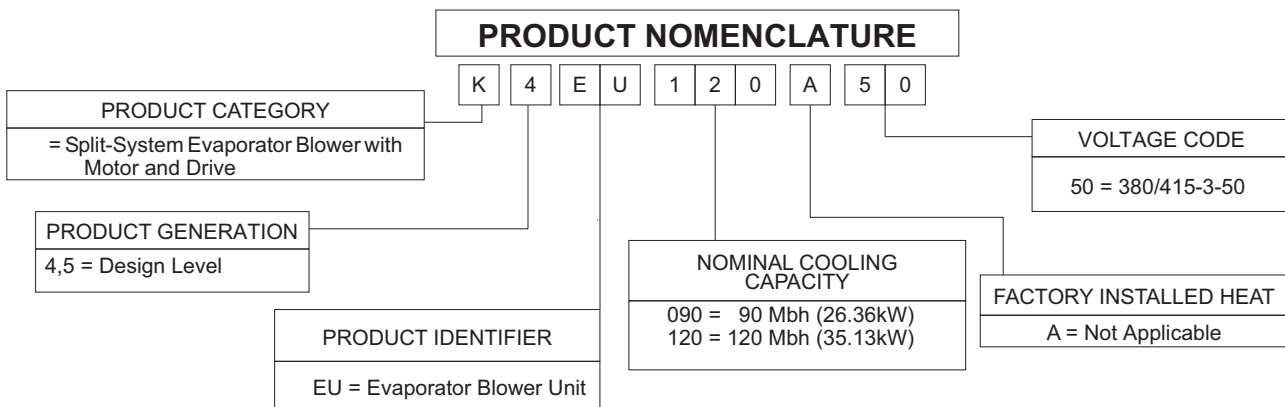 PRODUCT NOMENCLATURE
K 4 E U 1 2 0 A 5 0
PRODUCT CATEGORY
= Split-System Evaporator Blower with
Motor and Drive
VOLTAGE CODE
50 = 380/415-3-50
PRODUCT GENERATION
4,5 = Design Level
NOMINAL COOLING
CAPACITY
090 = 90 Mbh (26.36kW)
120 = 120 Mbh (35.13kW)
FACTORY INSTALLED HEAT
A = Not Applicable
PRODUCT IDENTIFIER
EU = Evaporator Blower Unit